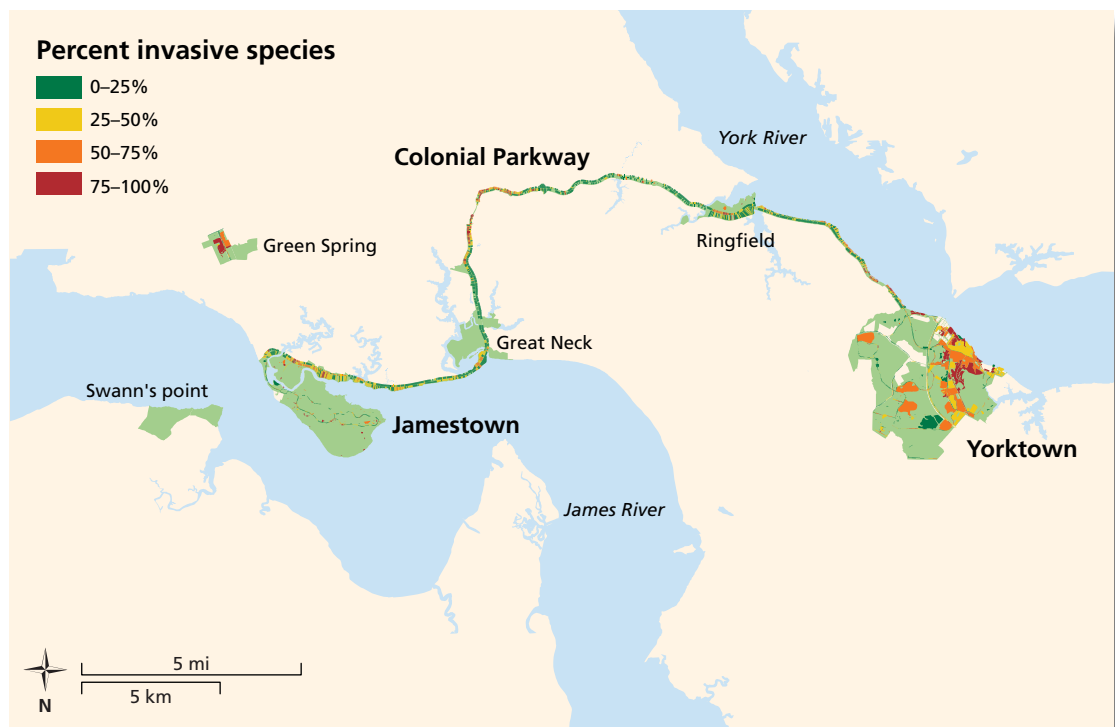 Percent invasive species
0–25%
25–50%
50–75%
75–100%
York River
Colonial Parkway
Ringfield
Green Spring
Great Neck
Swann's point
Jamestown
Yorktown
James River
5 mi
5 km
N